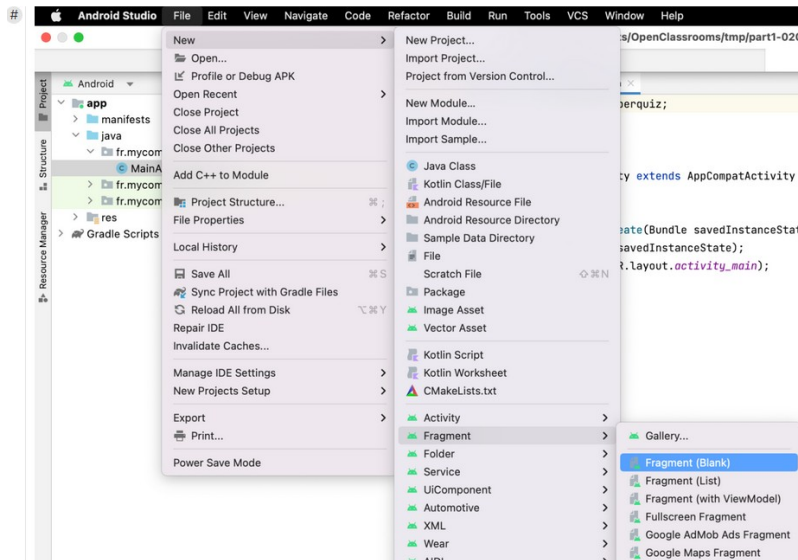 #
Android Studio File Edit View Navigate Code Refactor Build Run Tools VCS Window Help
s/OpenClassrooms/tmp/part1-020
Android
Project
Structure
Resource Manager
app
manifests
java
fr.mycom
MainA
fr.mycom
fr.mycom
res
Gradle Scripts
New
Open...
Profile or Debug APK
Open Recent
Close Project
Close All Projects
Close Other Projects
Add C++ to Module
Project Structure... ⌘ ;
File Properties
Local History
Save All ⌘ S
Sync Project with Gradle Files
Reload All from Disk ⌥ ⌘ Y
Repair IDE
Invalidate Caches...
Manage IDE Settings
New Projects Setup
Export
Print...
Power Save Mode
New Project...
Import Project...
Project from Version Control...
New Module...
Import Module...
Import Sample...
Java Class
Kotlin Class/File
Android Resource File
Android Resource Directory
Sample Data Directory
File
Scratch File ⇧ ⌘ N
Package
Image Asset
Vector Asset
Kotlin Script
Kotlin Worksheet
CMakeLists.txt
Activity
Fragment
Folder
Service
UiComponent
Automotive
XML
Wear
AIDL
Gallery...
Fragment (Blank)
Fragment (List)
Fragment (with ViewModel)
Fullscreen Fragment
Google AdMob Ads Fragment
Google Maps Fragment
perquiz;
ty extends AppCompatActivity
eate(Bundle savedInstanceStat
savedInstanceState);
R.layout.activity_main);